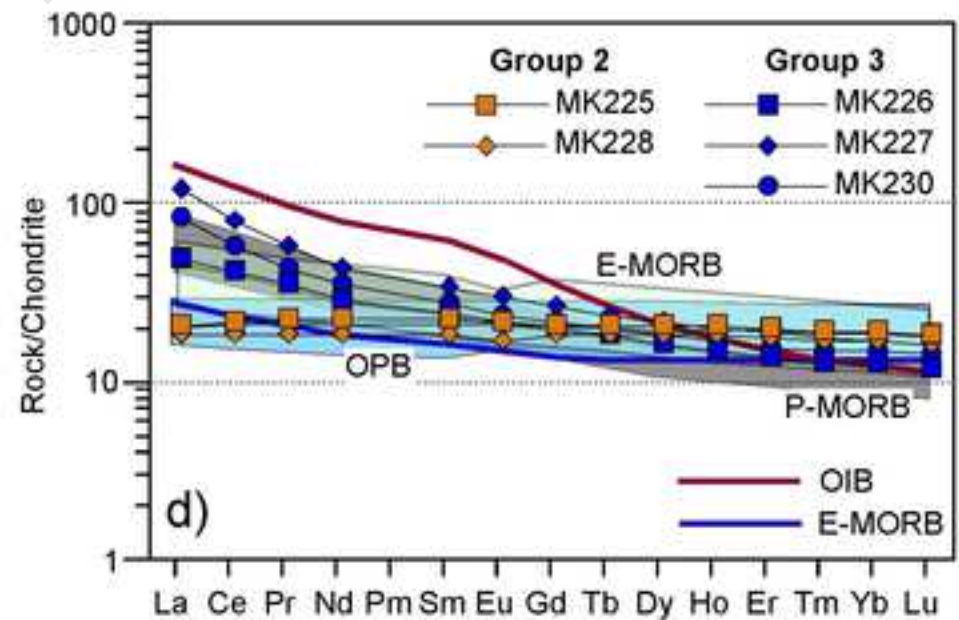 1000
Group 2
Group 3
MK225
MK226
MK228
MK227
MK230
100
E-MORB
Rock/Chondrite
OPB
10
P-MORB
OIB
d)
E-MORB
1
La Ce Pr Nd Pm Sm Eu Gd Tb Dy Ho Er Tm Yb Lu